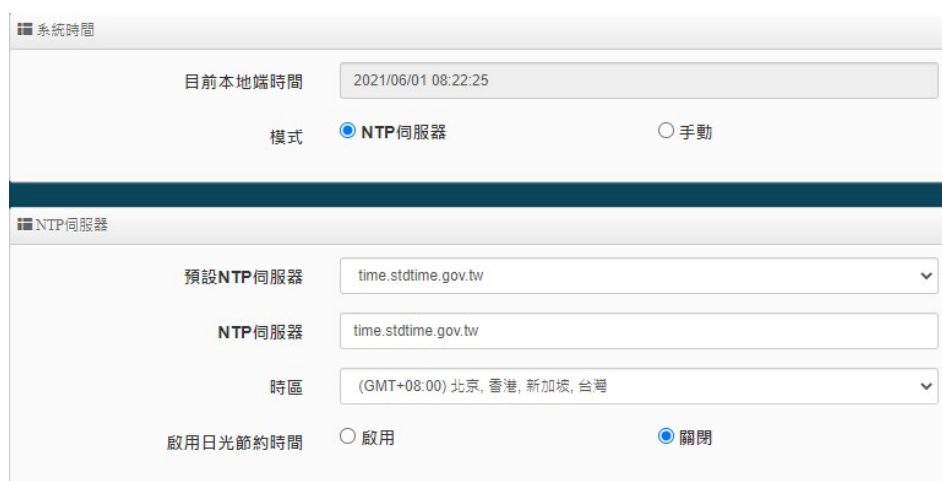 系統時間
目前本地端時間 2021/06/01 08:22:25
模式 NTP伺服器 手動
NTP伺服器
預設NTP伺服器 time.stdtime.gov.tw
NTP伺服器 time.stdtime.gov.tw
時區 (GMT+08:00) 北京, 香港, 新加坡, 台灣
啟用日光節約時間 啟用 關閉